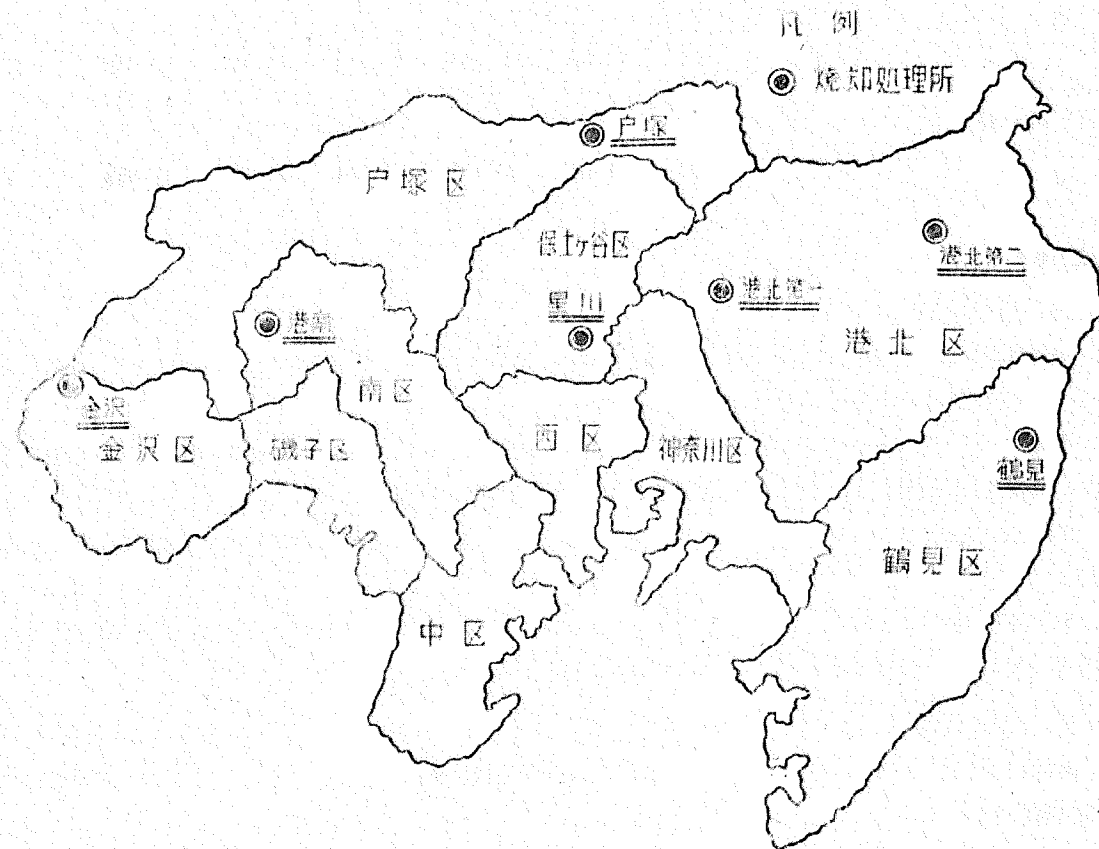 凡例
焼却処理所
戸塚
戸塚区
保土ヶ谷区
港北第二
港北第一
星川
港南
港北区
南区
金沢
金沢区
磯子区
西区
神奈川区
鶴見
鶴見区
中区